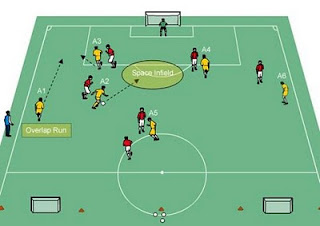 A3
A4
Space Infield
A1
A2
A6
A5
Overlap Run